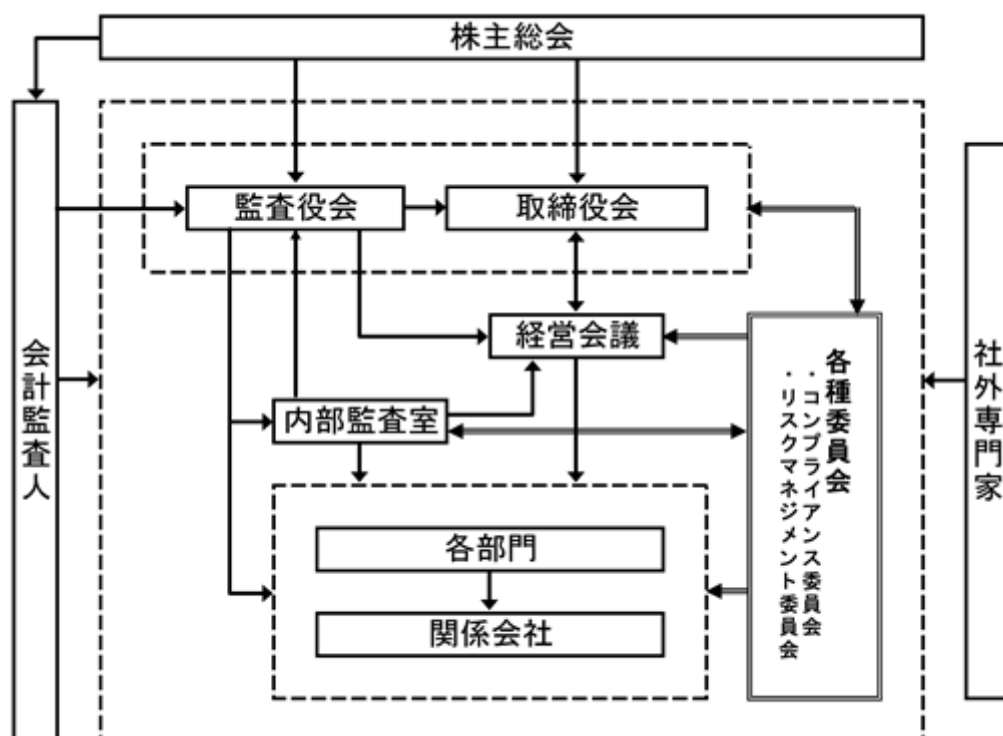 株主総会
監査役会
取締役会
経営会議
内部監査室
各部門
関係会社
会計監査人
各種委員会
・コンプライアンス委員会
・リスクマネジメント委員会
社外専門家